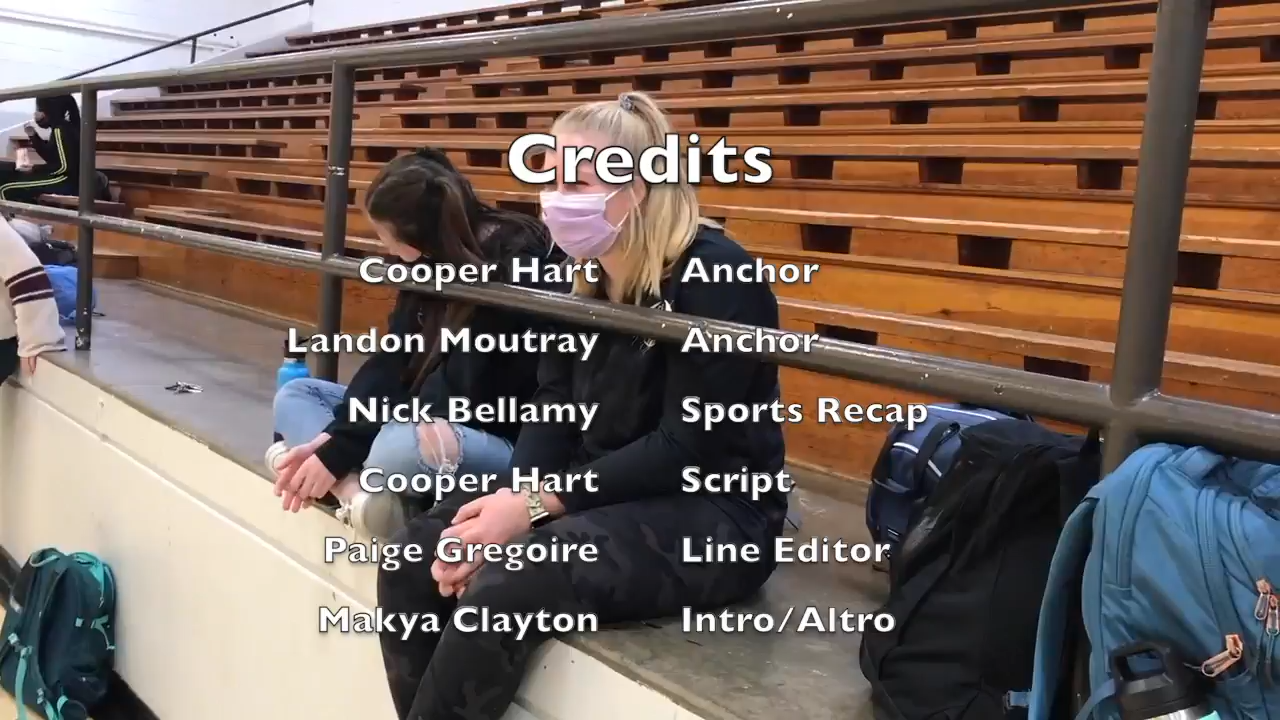 Credits
Cooper Hart Anchor
Landon Moutray Anchor
Nick Bellamy Sports Recap
Cooper Hart Script
Paige Gregoire Line Editor
Makya Clayton Intro/Altro